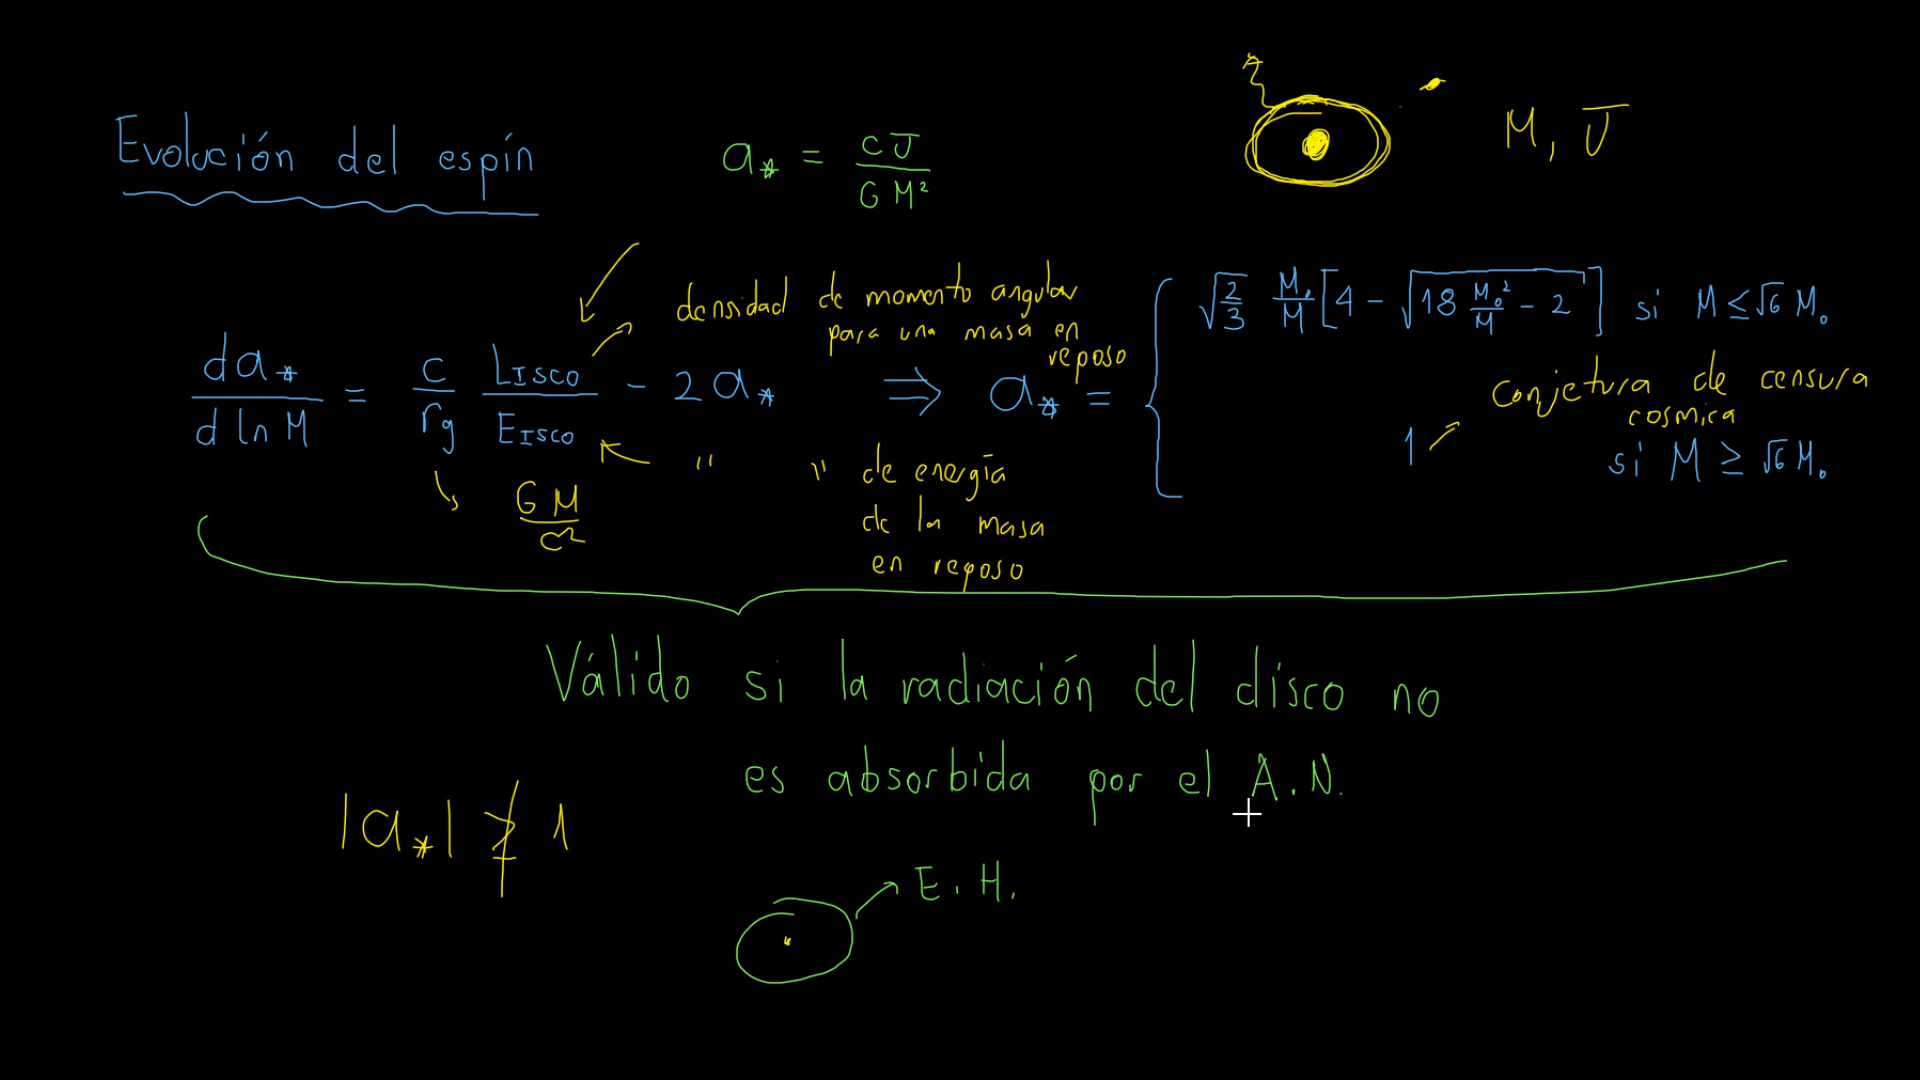 Evolución del espín
a* = cJ / GM²
M, J
densidad de momento angular
para una masa en
reposo
da* / d ln M = c / rg LISCO / EISCO - 2a* ⇒ a* = { √(2/3) M₀/M [4 - √(18 M₀²/M - 2)] si M ≤ √6 M₀
Conjetura de censura
cosmica
1 si M ≥ √6 M₀
GM / c²
" " de energía
de la masa
en reposo
Válido si la radiación del disco no
es absorbida por el A.N.
|a*| ≯ 1
E.H.